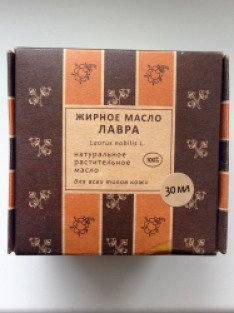 ЖИРНОЕ МАСЛО
ЛАВРА
Laurus nobilis L.
натуральное
растительное
масло
100%
для всех типов кожи
30 МЛ